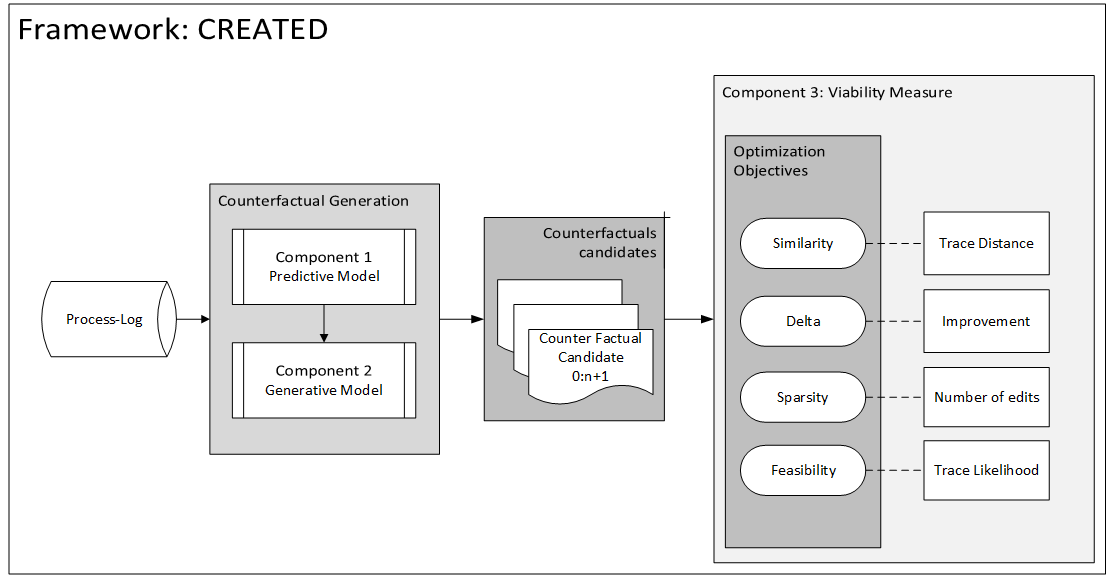 Framework: CREATED
Component 3: Viability Measure
Optimization
Objectives
Counterfactual Generation
Counterfactuals
candidates
Component 1
Predictive Model
Similarity
Trace Distance
Process-Log
Delta
Improvement
Counter Factual
Candidate
0:n+1
Component 2
Generative Model
Sparsity
Number of edits
Feasibility
Trace Likelihood